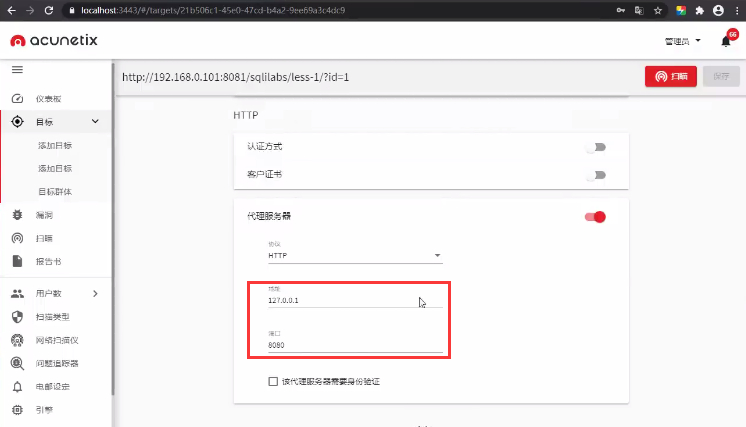 localhost:3443/#/targets/21b506c1-45e0-47cd-b4a2-9ee69a3c4dc9
acunetix
管理员
66
http://192.168.0.101:8081/sqlilabs/less-1/?id=1
扫瞄
保存
仪表板
目标
添加目标
添加目标
目标群体
漏洞
扫瞄
报告书
用户数
扫描类型
网络扫描仪
问题追踪器
电邮设定
引擎
HTTP
认证方式
客户证书
代理服务器
协议
HTTP
地址
127.0.0.1
接口
8080
该代理服务器需要身份验证